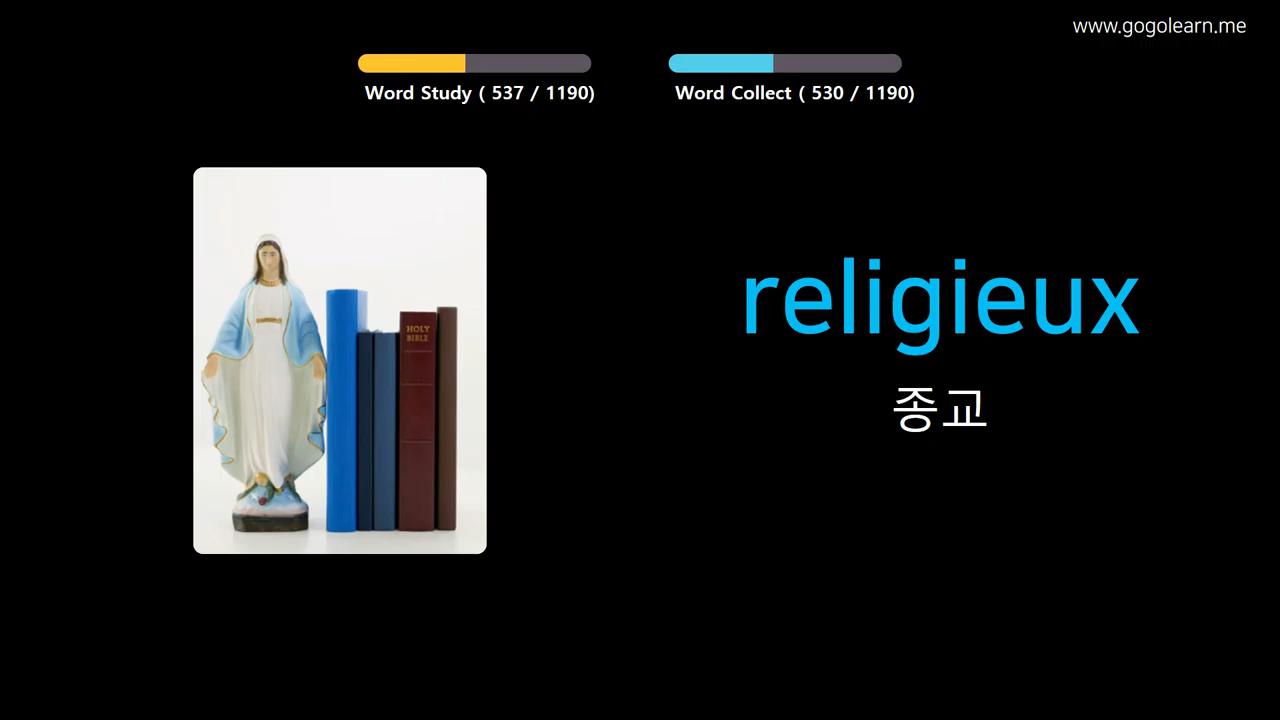 www.gogolearn.me
Word Study ( 537 / 1190)
Word Collect ( 530 / 1190)
HOLY
BIBLE
religieux
종교